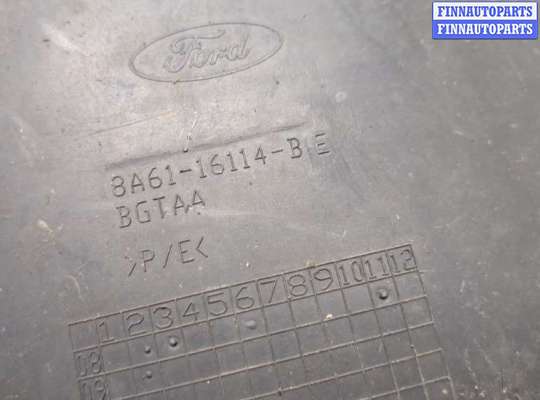 FINNAUTOPARTS
FINNAUTOPARTS
Ford
8A61-16114-BE
BGTAA
>P/E<
1 2 3 4 5 6 7 8 9 10 11 12
08
09